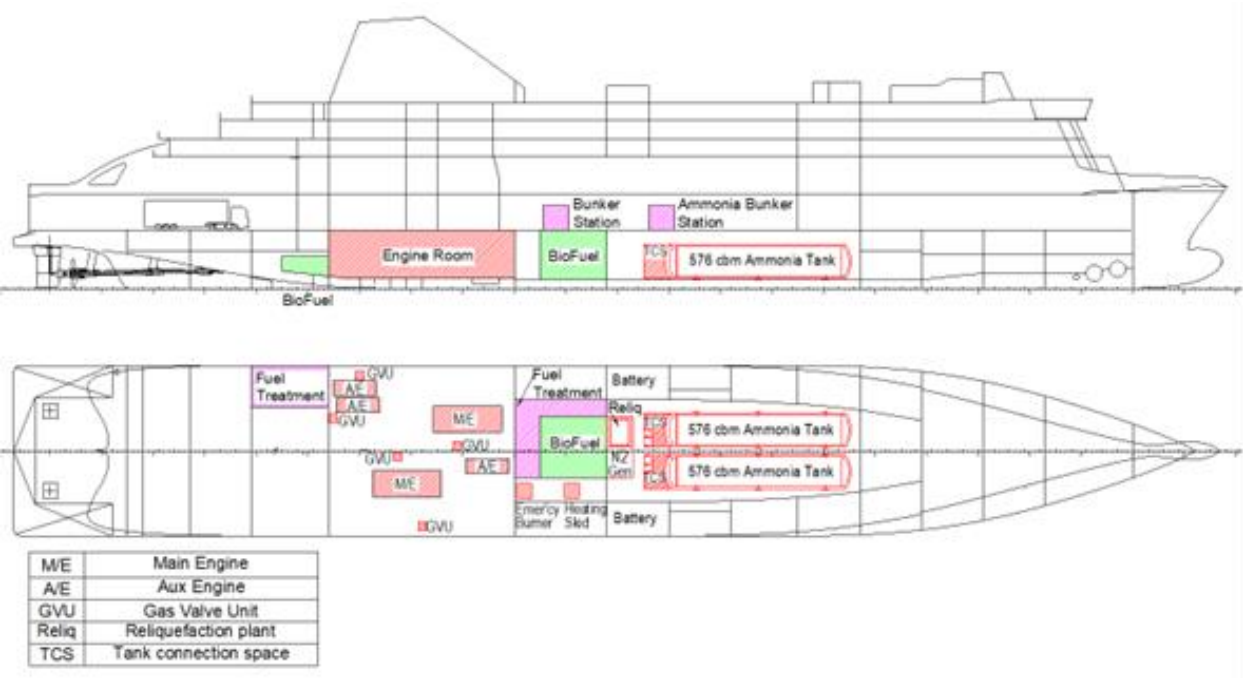 Bunker
Station
Ammonia Bunker
Station
Engine Room
BioFuel
TCS
576 cbm Ammonia Tank
BioFuel
Fuel
Treatment
GVU
A/E
A/E
GVU
M/E
GVU
GVU
A/E
M/E
GVU
Fuel
Treatment
BioFuel
Battery
Reliq
N2
Gen
TCS
576 cbm Ammonia Tank
TCS
576 cbm Ammonia Tank
Emer'cy
Burner
Heating
Skid
Battery
M/E Main Engine
A/E Aux Engine
GVU Gas Valve Unit
Reliq Reliquefaction plant
TCS Tank connection space